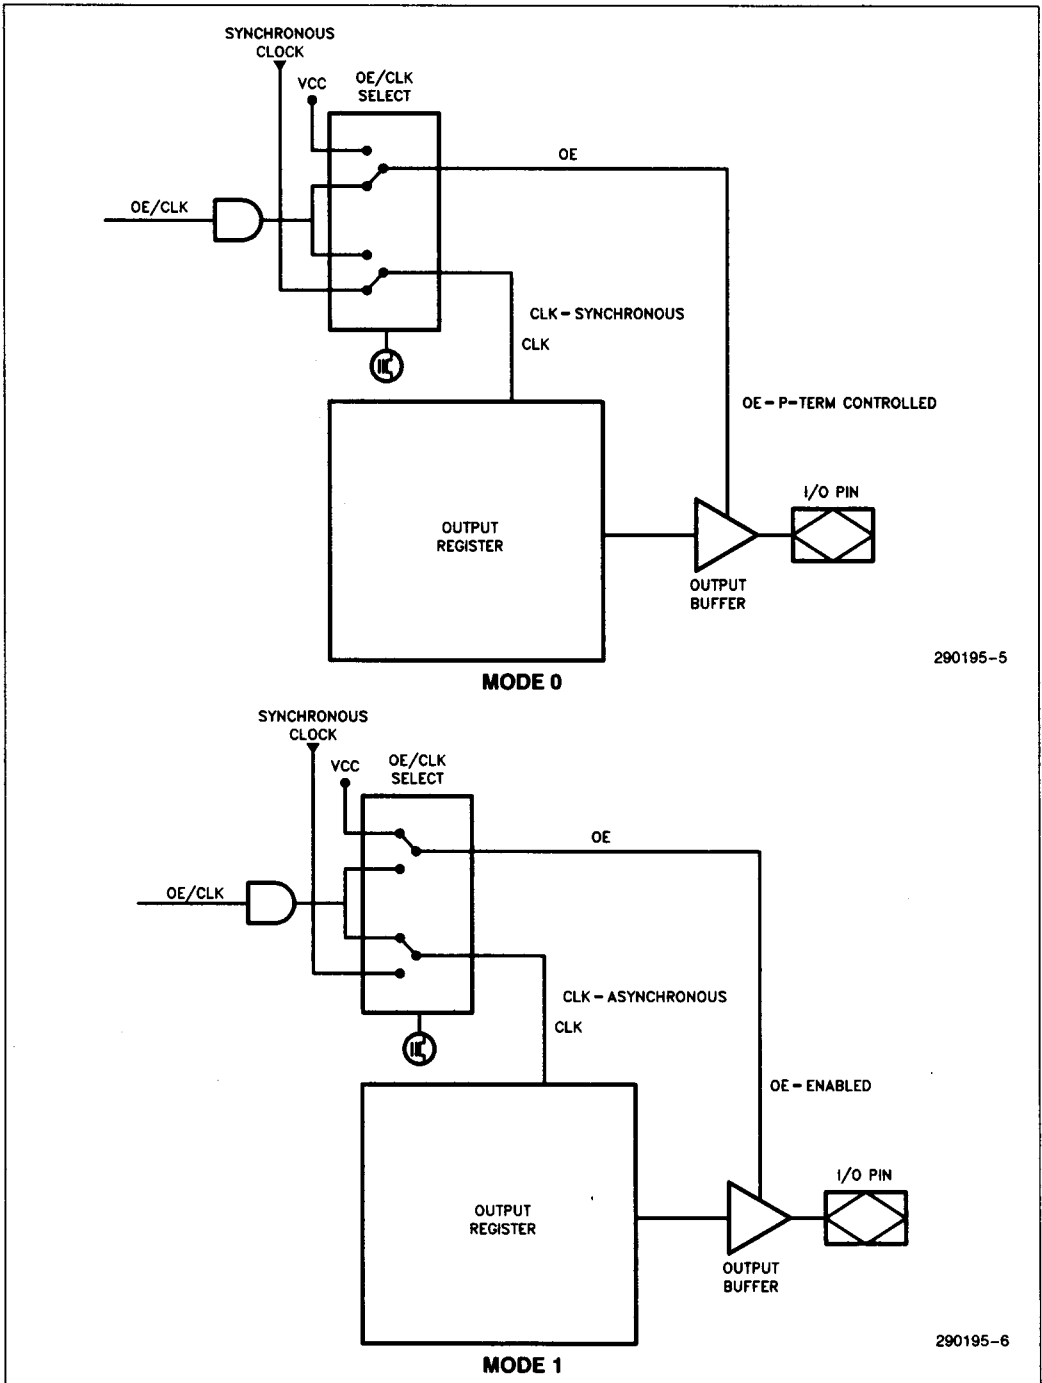 SYNCHRONOUS
CLOCK
VCC
OE/CLK
SELECT
OE
OE/CLK
CLK – SYNCHRONOUS
CLK
OE – P-TERM CONTROLLED
I/O PIN
OUTPUT
REGISTER
OUTPUT
BUFFER
290195-5
MODE 0
SYNCHRONOUS
CLOCK
VCC
OE/CLK
SELECT
OE
OE/CLK
CLK – ASYNCHRONOUS
CLK
OE – ENABLED
I/O PIN
OUTPUT
REGISTER
OUTPUT
BUFFER
290195-6
MODE 1